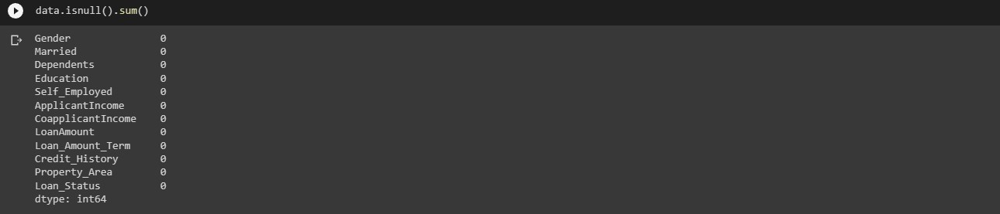 data.isnull().sum()
Gender 0
Married 0
Dependents 0
Education 0
Self_Employed 0
ApplicantIncome 0
CoapplicantIncome 0
LoanAmount 0
Loan_Amount_Term 0
Credit_History 0
Property_Area 0
Loan_Status 0
dtype: int64